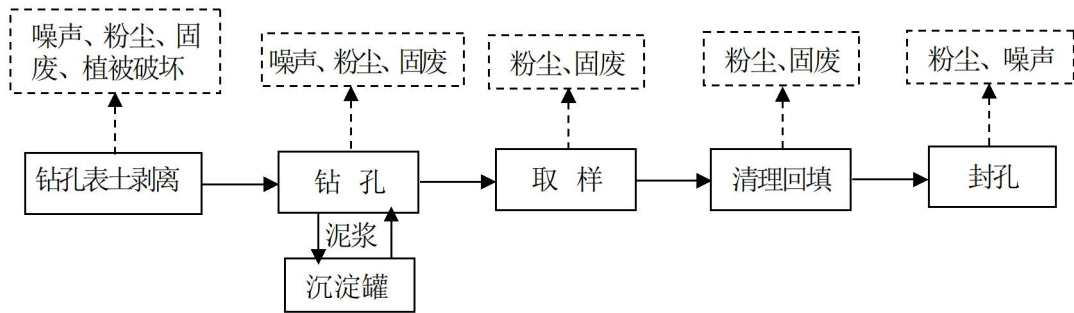 噪声、粉尘、固
废、植被破坏
噪声、粉尘、固废
粉尘、固废
粉尘、固废
粉尘、噪声
钻孔表土剥离
钻 孔
取 样
清理回填
封孔
泥浆
沉淀罐